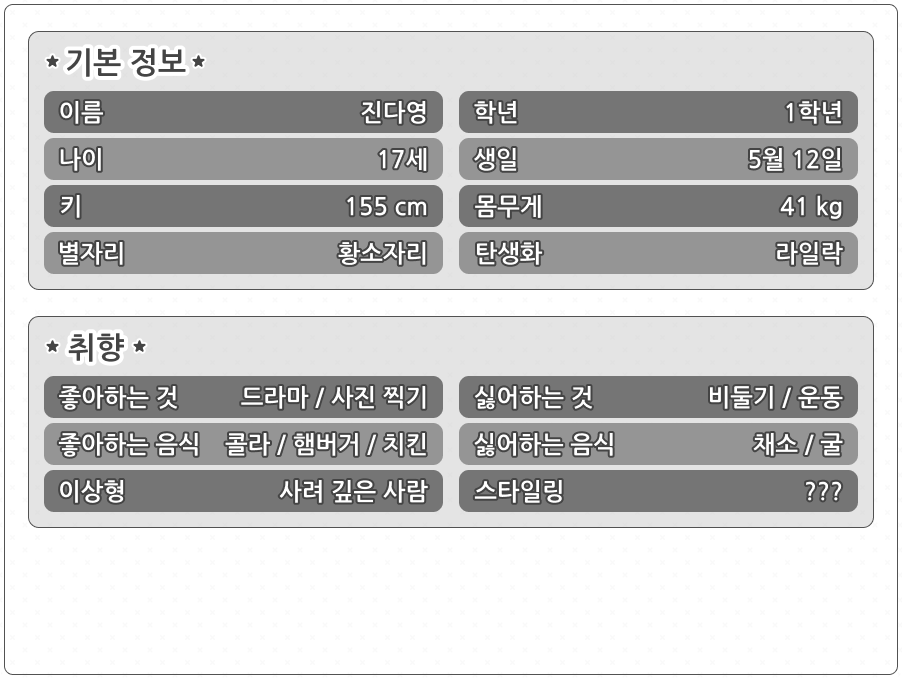 ★ 기본 정보 ★
이름 진다영 학년 1학년
나이 17세 생일 5월 12일
키 155 cm 몸무게 41 kg
별자리 황소자리 탄생화 라일락
★ 취향 ★
좋아하는 것 드라마 / 사진 찍기 싫어하는 것 비둘기 / 운동
좋아하는 음식 콜라 / 햄버거 / 치킨 싫어하는 음식 채소 / 굴
이상형 사려 깊은 사람 스타일링 ???